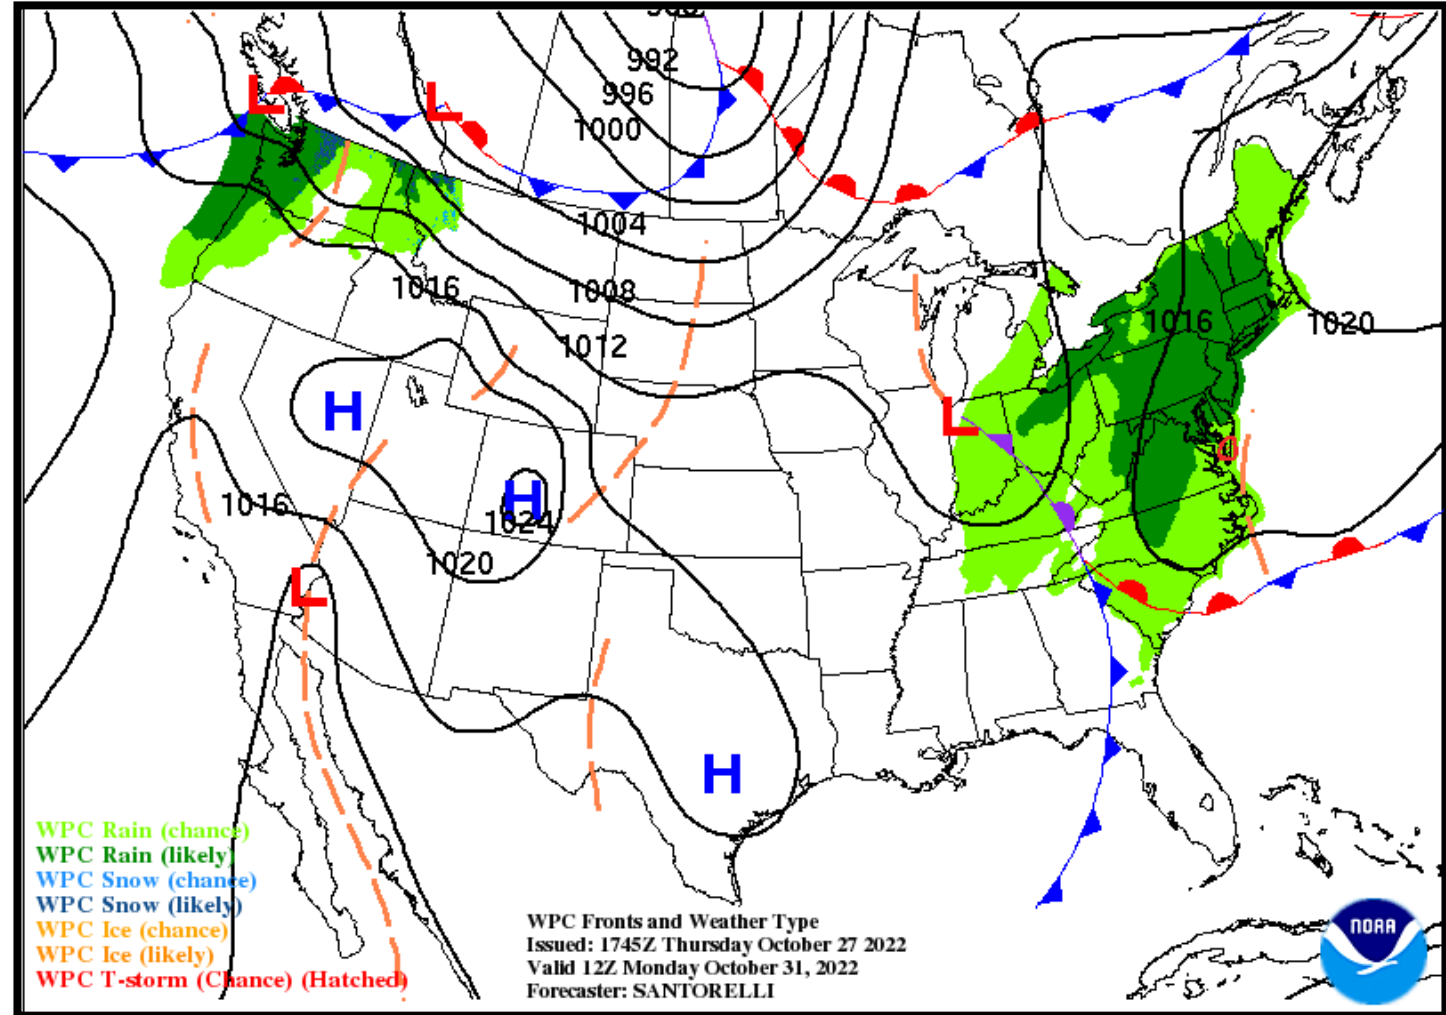 992
996
1000
1004
1016
1008
1016
1020
1012
H
L
L
L
H
1016
1024
1020
L
H
WPC Rain (chance)
WPC Rain (likely)
WPC Snow (chance)
WPC Snow (likely)
WPC Ice (chance)
WPC Ice (likely)
WPC T-storm (Chance) (Hatched)
WPC Fronts and Weather Type
Issued: 1745Z Thursday October 27 2022
Valid 12Z Monday October 31, 2022
Forecaster: SANTORELLI
NOAA